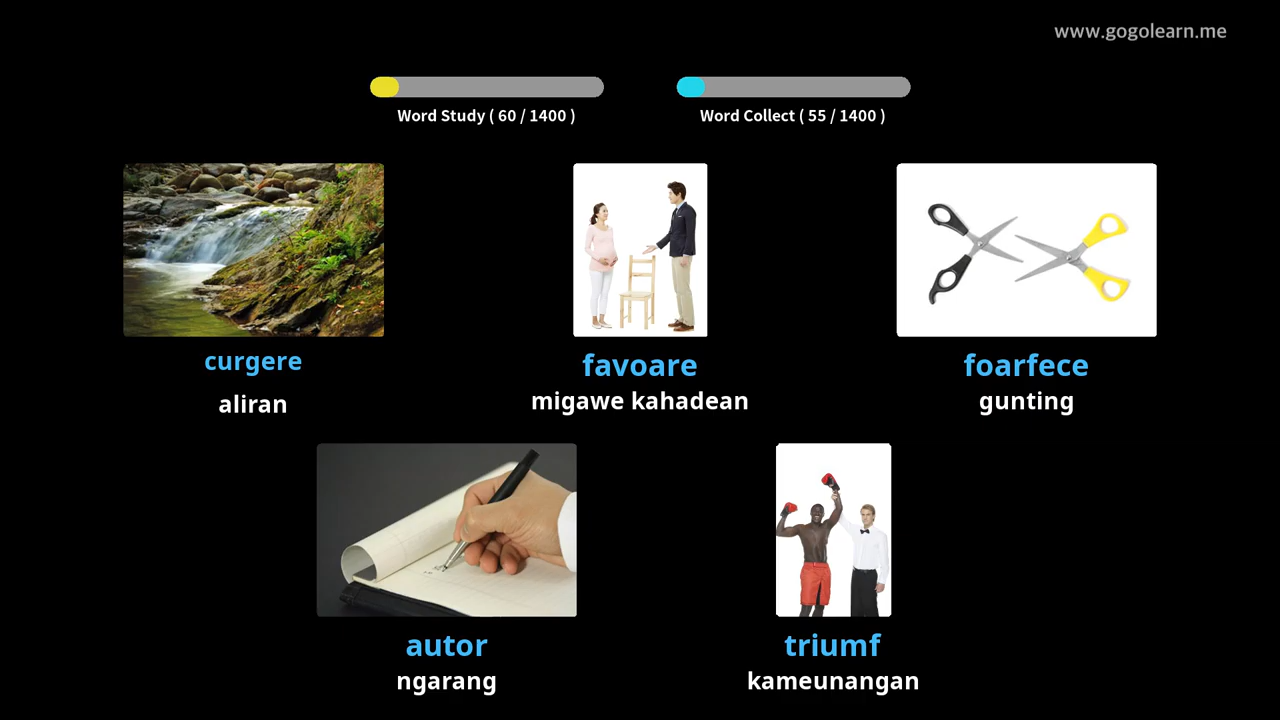 www.gogolearn.me
Word Study ( 60 / 1400 )
Word Collect ( 55 / 1400 )
curgere
aliran
favoare
migawe kahadean
foarfece
gunting
autor
ngarang
triumf
kameunangan